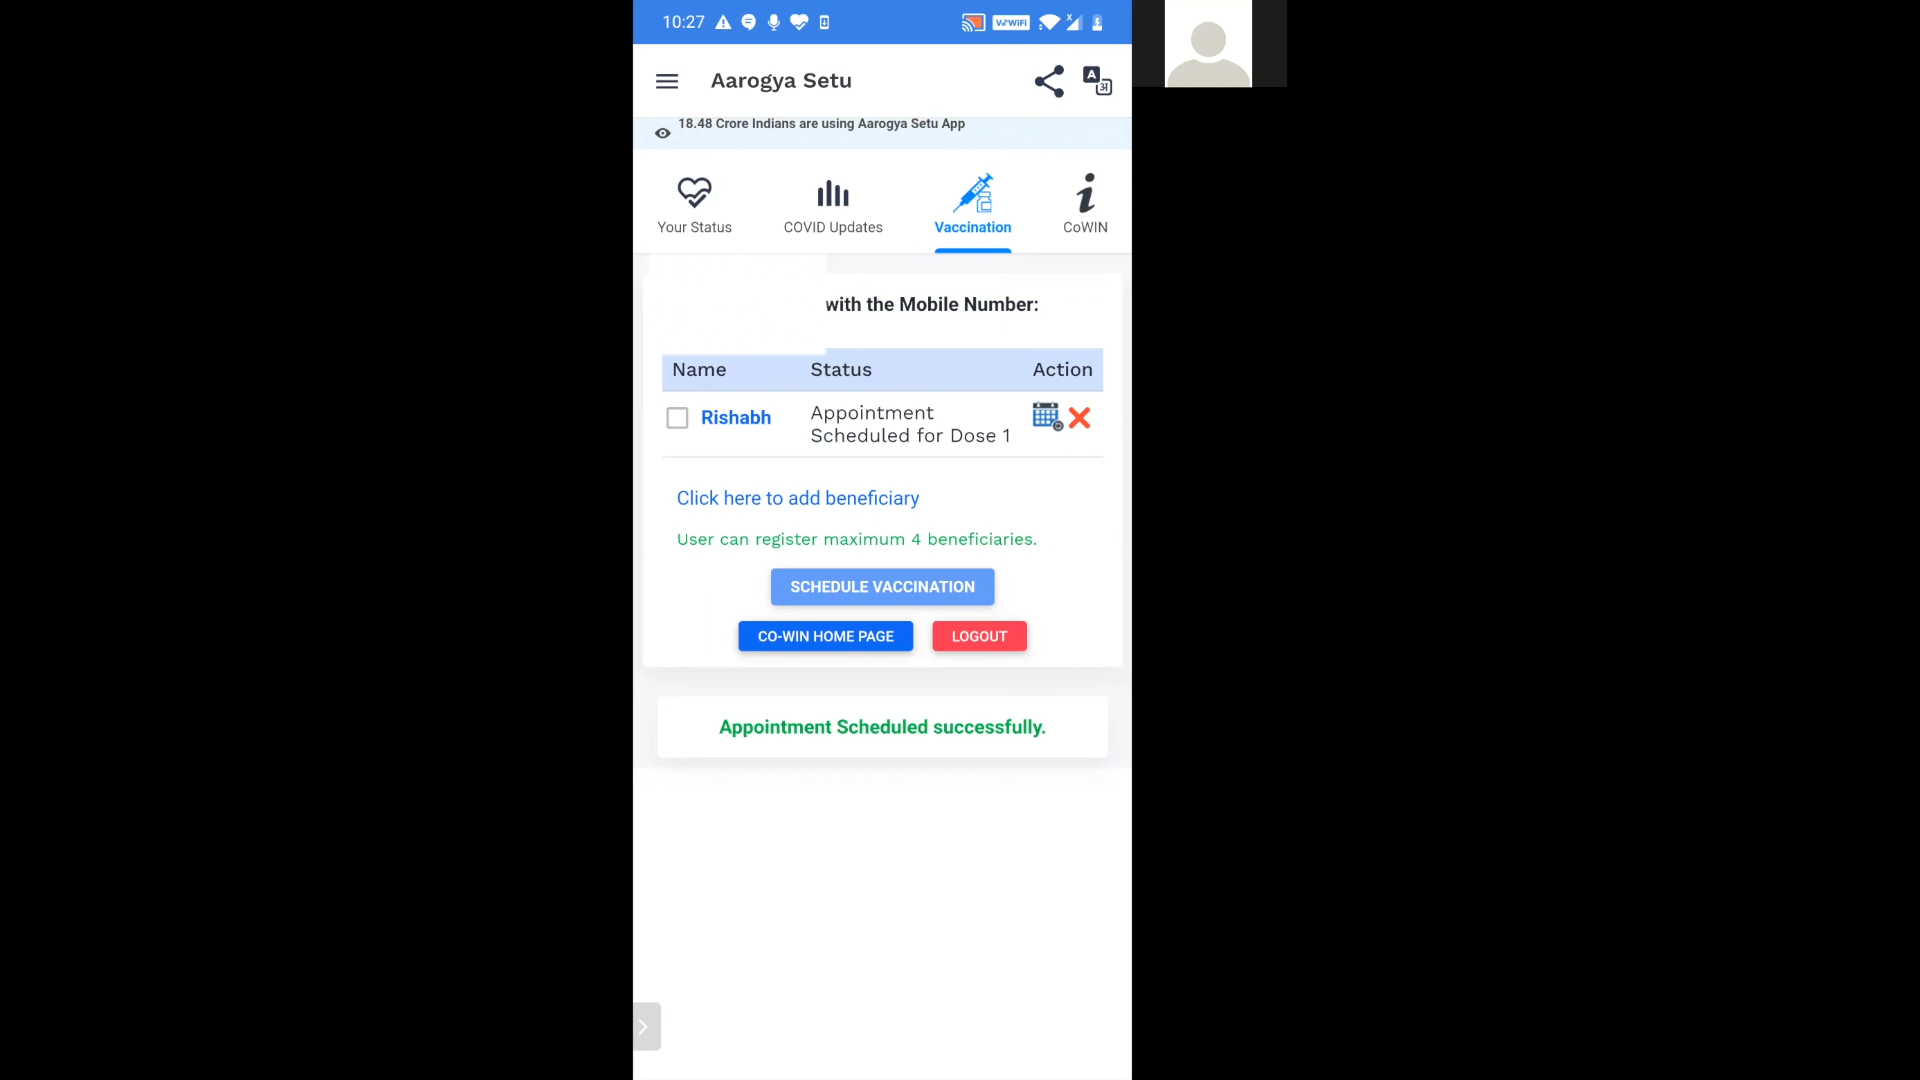 10:27
Vo WiFi
x
Aarogya Setu
A
अ
18.48 Crore Indians are using Aarogya Setu App
Your Status
COVID Updates
Vaccination
CoWIN
with the Mobile Number:
Name Status Action
Rishabh
Appointment
Scheduled for Dose 1
Click here to add beneficiary
User can register maximum 4 beneficiaries.
SCHEDULE VACCINATION
CO-WIN HOME PAGE
LOGOUT
Appointment Scheduled successfully.